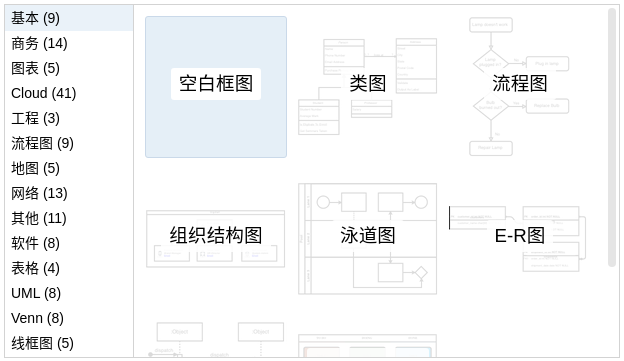 基本 (9)
商务 (14)
图表 (5)
Cloud (41)
工程 (3)
流程图 (9)
地图 (5)
网络 (13)
其他 (11)
软件 (8)
表格 (4)
UML (8)
Venn (8)
线框图 (5)
空白框图
类图
流程图
组织结构图
泳道图
E-R图
Object
Object